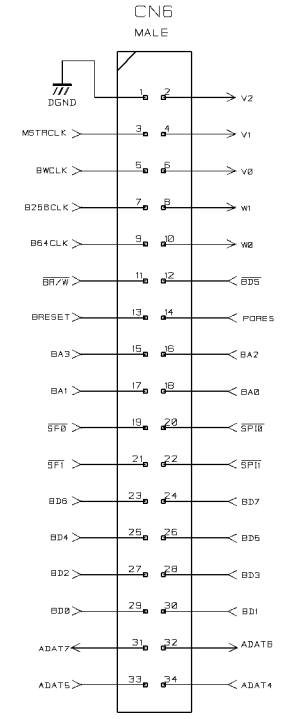 CN6
MALE
DGND 1 2 V2
MSTRCLK 3 4 V1
BWCLK 5 6 V0
B256CLK 7 8 W1
B64CLK 9 10 W0
BR/W 11 12 BDS
BRESET 13 14 PORES
BA3 15 16 BA2
BA1 17 18 BA0
SF0 19 20 SPI0
SF1 21 22 SPI1
BD6 23 24 BD7
BD4 25 26 BD5
BD2 27 28 BD3
BD0 29 30 BD1
ADAT7 31 32 ADAT6
ADAT5 33 34 ADAT4